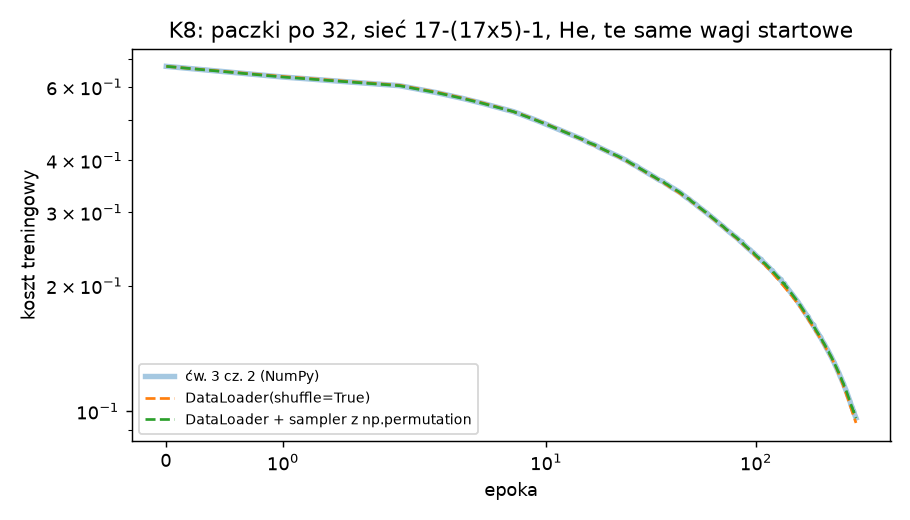 K8: paczki po 32, sieć 17-(17x5)-1, He, te same wagi startowe
koszt treningowy
6 × 10⁻¹
4 × 10⁻¹
3 × 10⁻¹
2 × 10⁻¹
10⁻¹
ćw. 3 cz. 2 (NumPy)
DataLoader(shuffle=True)
DataLoader + sampler z np.permutation
0 10⁰ 10¹ 10²
epoka